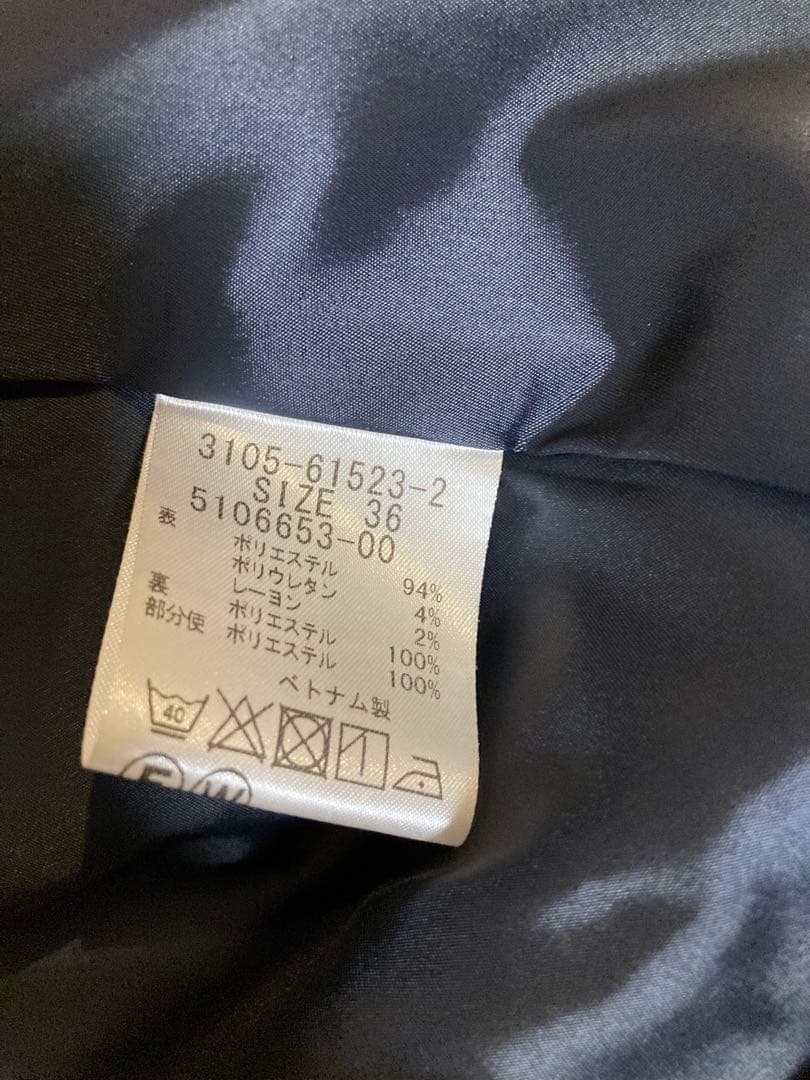 3105-61523-2
SIZE 36
5106653-00
表 ポリエステル 94%
ポリウレタン 4%
レーヨン 2%
裏 ポリエステル 100%
部分使 ポリエステル 100%
ベトナム製
40
F W